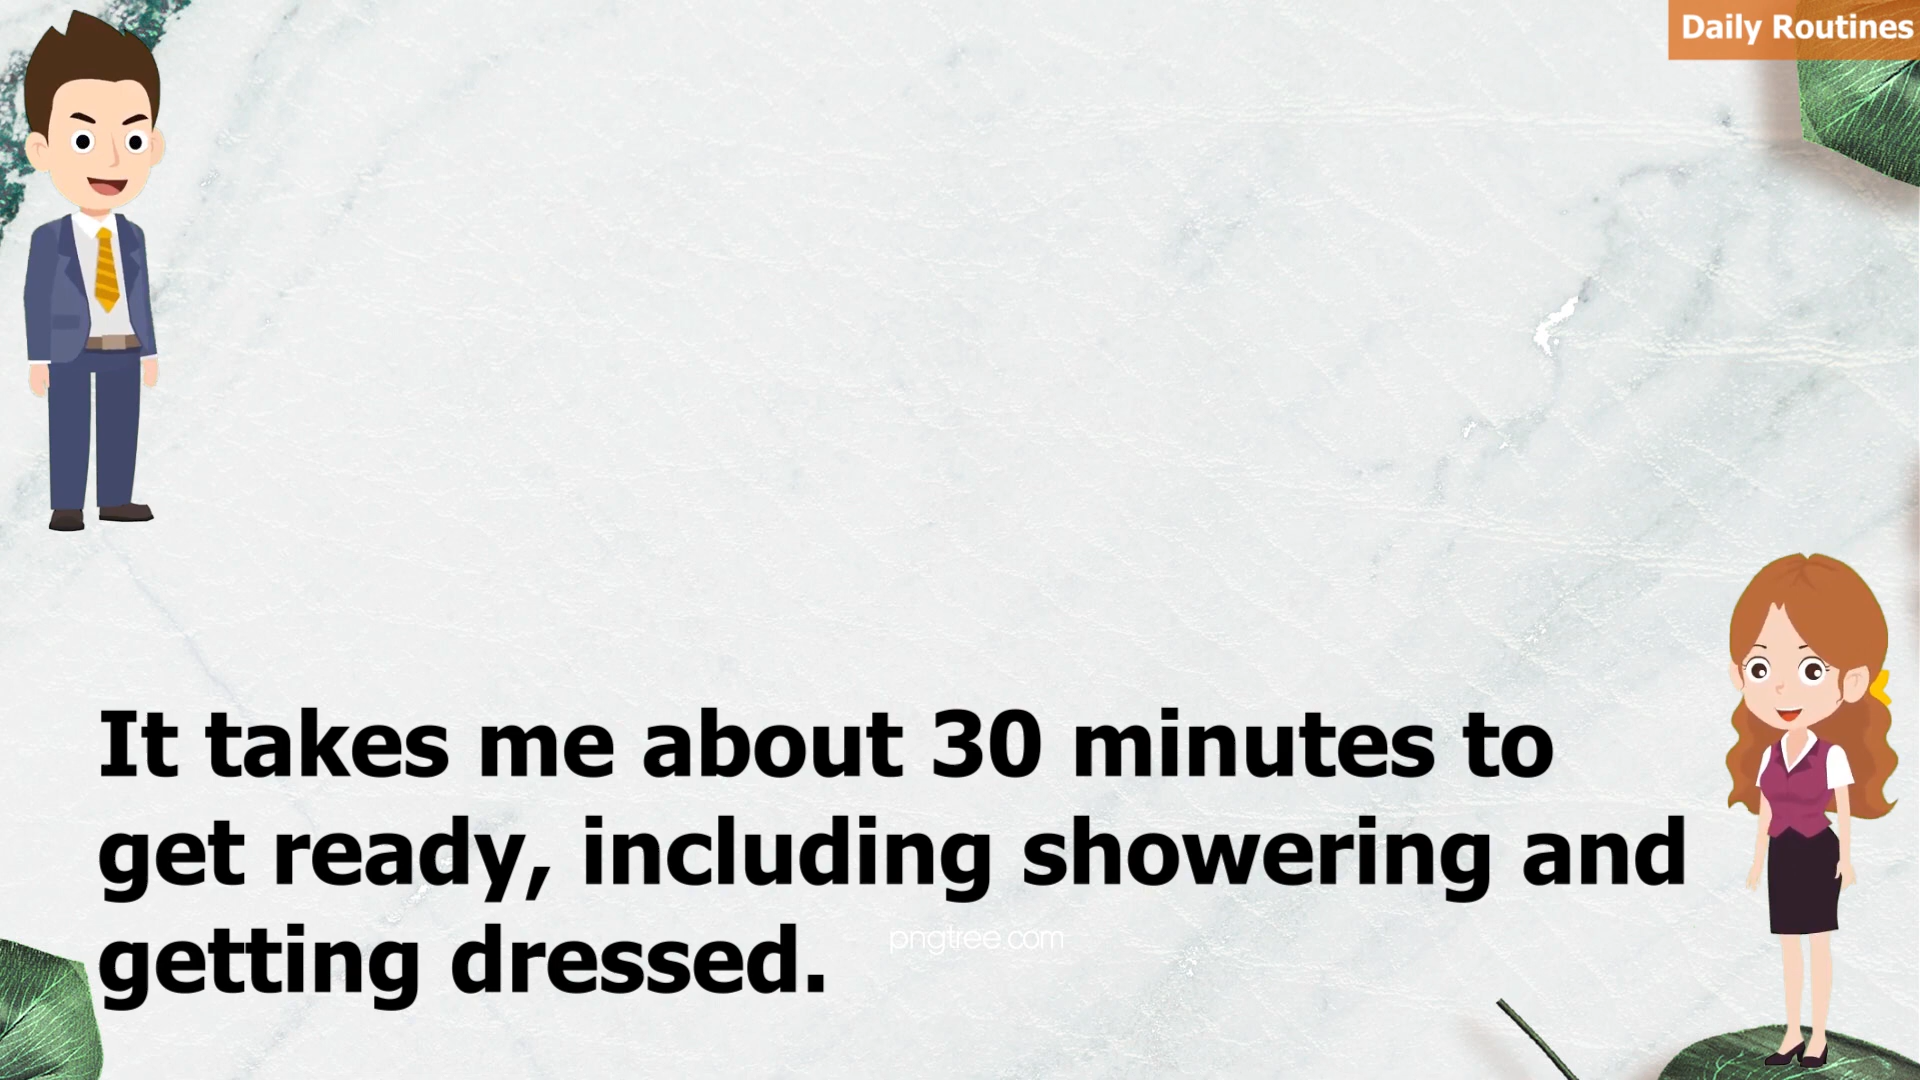 Daily Routines
It takes me about 30 minutes to
get ready, including showering and
getting dressed.
pngtree.com